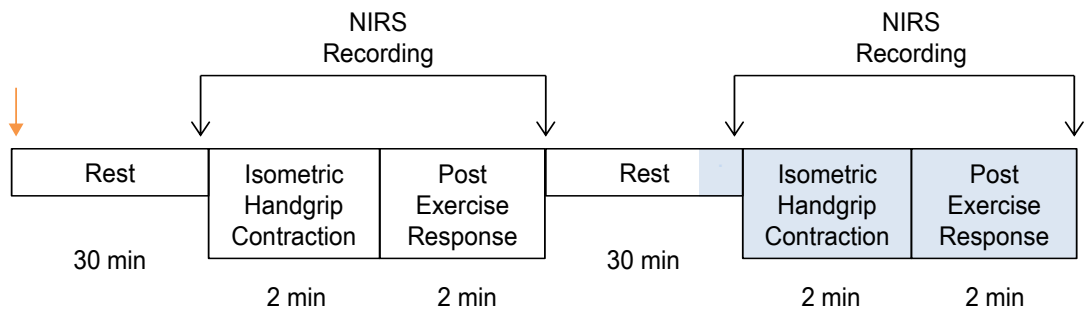 NIRS
Recording
NIRS
Recording
Rest
Isometric
Handgrip
Contraction
Post
Exercise
Response
Rest
Isometric
Handgrip
Contraction
Post
Exercise
Response
30 min
2 min
2 min
30 min
2 min
2 min